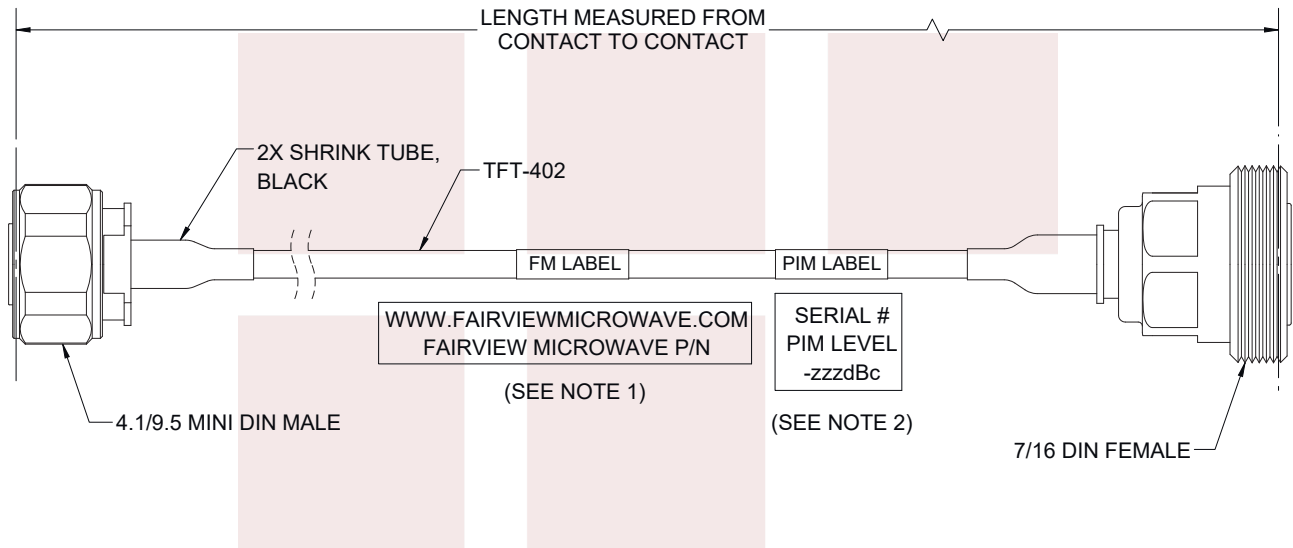 LENGTH MEASURED FROM
CONTACT TO CONTACT
2X SHRINK TUBE,
BLACK
TFT-402
FM LABEL
PIM LABEL
WWW.FAIRVIEWMICROWAVE.COM
FAIRVIEW MICROWAVE P/N
(SEE NOTE 1)
SERIAL #
PIM LEVEL
-zzzdBc
(SEE NOTE 2)
4.1/9.5 MINI DIN MALE
7/16 DIN FEMALE